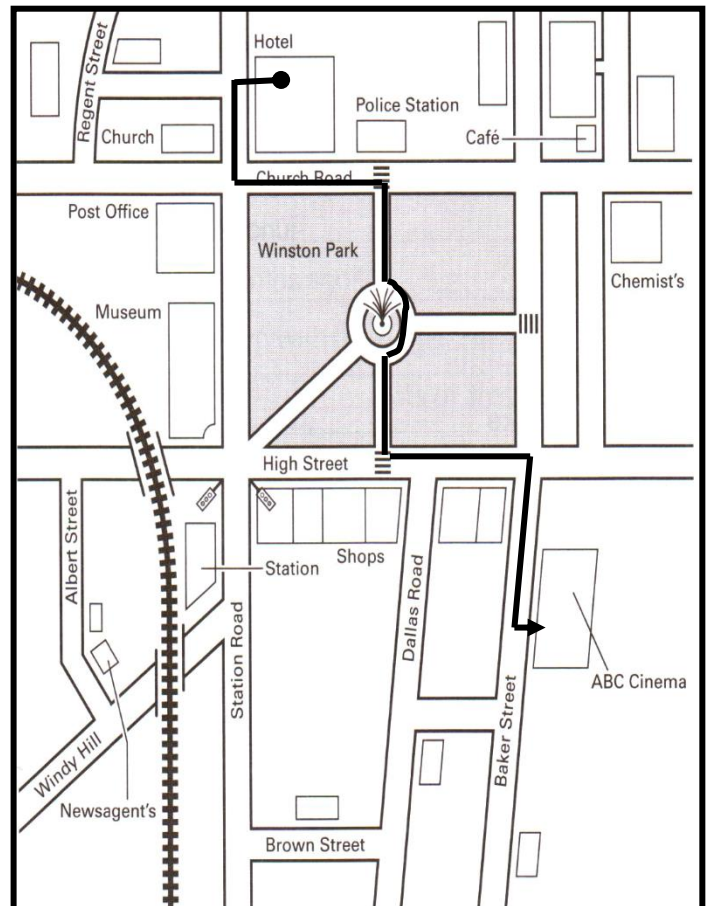 Regent Street
Hotel
Church
Police Station
Café
Church Road
Post Office
Winston Park
Chemist's
Museum
High Street
Albert Street
Station
Shops
Station Road
Dallas Road
Baker Street
ABC Cinema
Windy Hill
Newsagent's
Brown Street